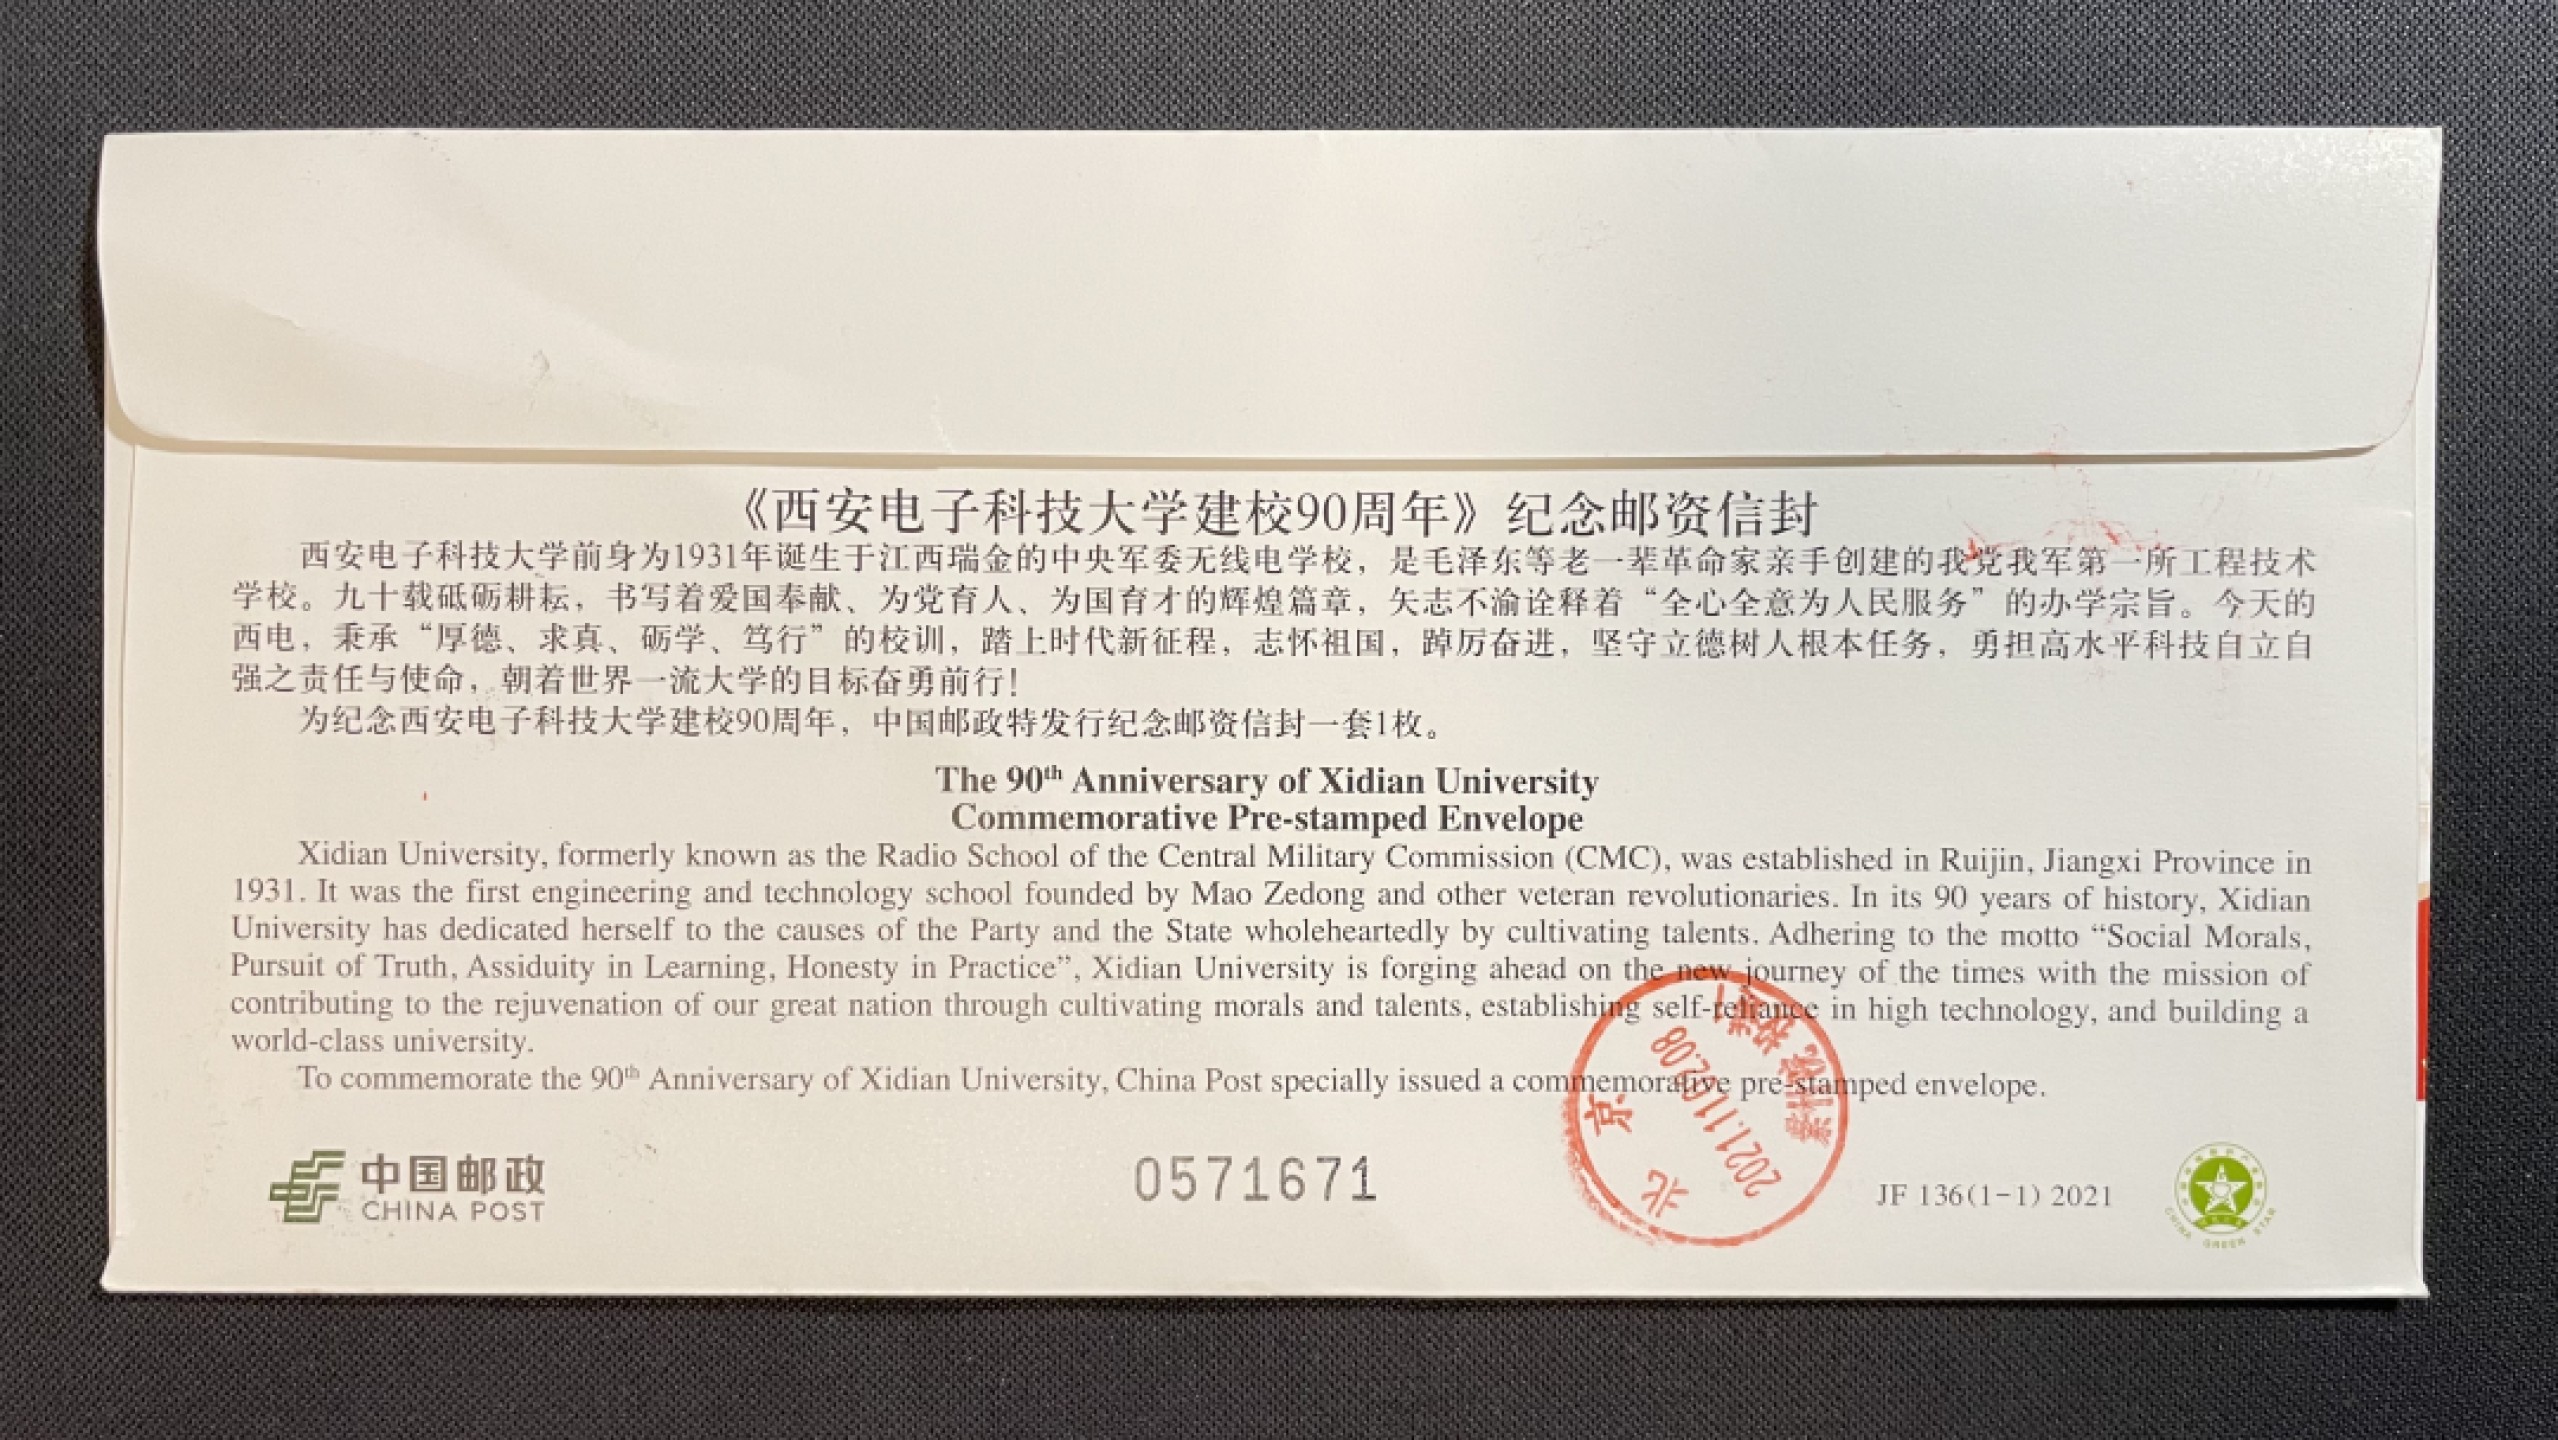 《西安电子科技大学建校90周年》纪念邮资信封
西安电子科技大学前身为1931年诞生于江西瑞金的中央军委无线电学校，是毛泽东等老一辈革命家亲手创建的我党我军第一所工程技术
学校。九十载砥砺耕耘，书写着爱国奉献、为党育人、为国育才的辉煌篇章，矢志不渝诠释着“全心全意为人民服务”的办学宗旨。今天的
西电，秉承“厚德、求真、砺学、笃行”的校训，踏上时代新征程，志怀祖国，踔厉奋进，坚守立德树人根本任务，勇担高水平科技自立自
强之责任与使命，朝着世界一流大学的目标奋勇前行！
为纪念西安电子科技大学建校90周年，中国邮政特发行纪念邮资信封一套1枚。
The 90th Anniversary of Xidian University
Commemorative Pre-stamped Envelope
Xidian University, formerly known as the Radio School of the Central Military Commission (CMC), was established in Ruijin, Jiangxi Province in
1931. It was the first engineering and technology school founded by Mao Zedong and other veteran revolutionaries. In its 90 years of history, Xidian
University has dedicated herself to the causes of the Party and the State wholeheartedly by cultivating talents. Adhering to the motto “Social Morals,
Pursuit of Truth, Assiduity in Learning, Honesty in Practice”, Xidian University is forging ahead on the new journey of the times with the mission of
contributing to the rejuvenation of our great nation through cultivating morals and talents, establishing self-reliance in high technology, and building a
world-class university.
To commemorate the 90th Anniversary of Xidian University, China Post specially issued a commemorative pre-stamped envelope.
北京
2021.11.02.08
中国邮政
CHINA POST
0571671
JF 136(1-1) 2021
CHINA GREEN STAR